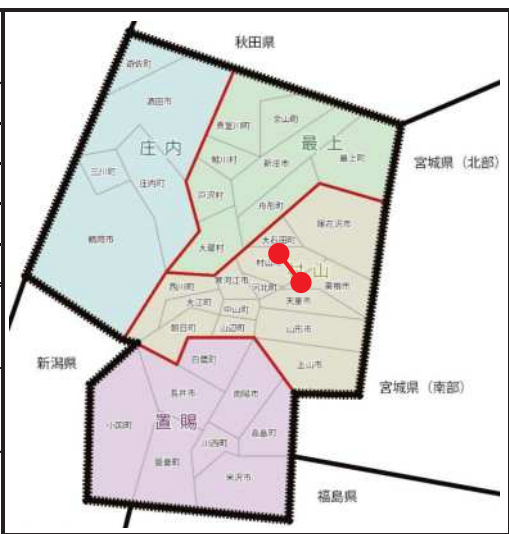 秋田県
遊佐町
酒田市
金山町
真室川町
庄内
最上
三川町
庄内町
鮭川村
新庄市
最上町
宮城県（北部）
戸沢村
舟形町
鶴岡市
大蔵村
大石田町
尾花沢市
村山
山
西川町
寒河江市
河北町
東根市
大江町
中山町
天童市
朝日町
山辺町
山形市
新潟県
白鷹町
上山市
宮城県（南部）
長井市
南陽市
小国町
置賜
高畠町
川西町
飯豊町
米沢市
福島県